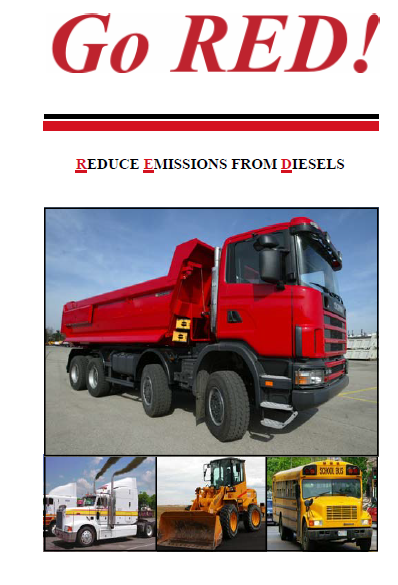 Go RED!
REDUCE EMISSIONS FROM DIESELS
SCHOOL BUS